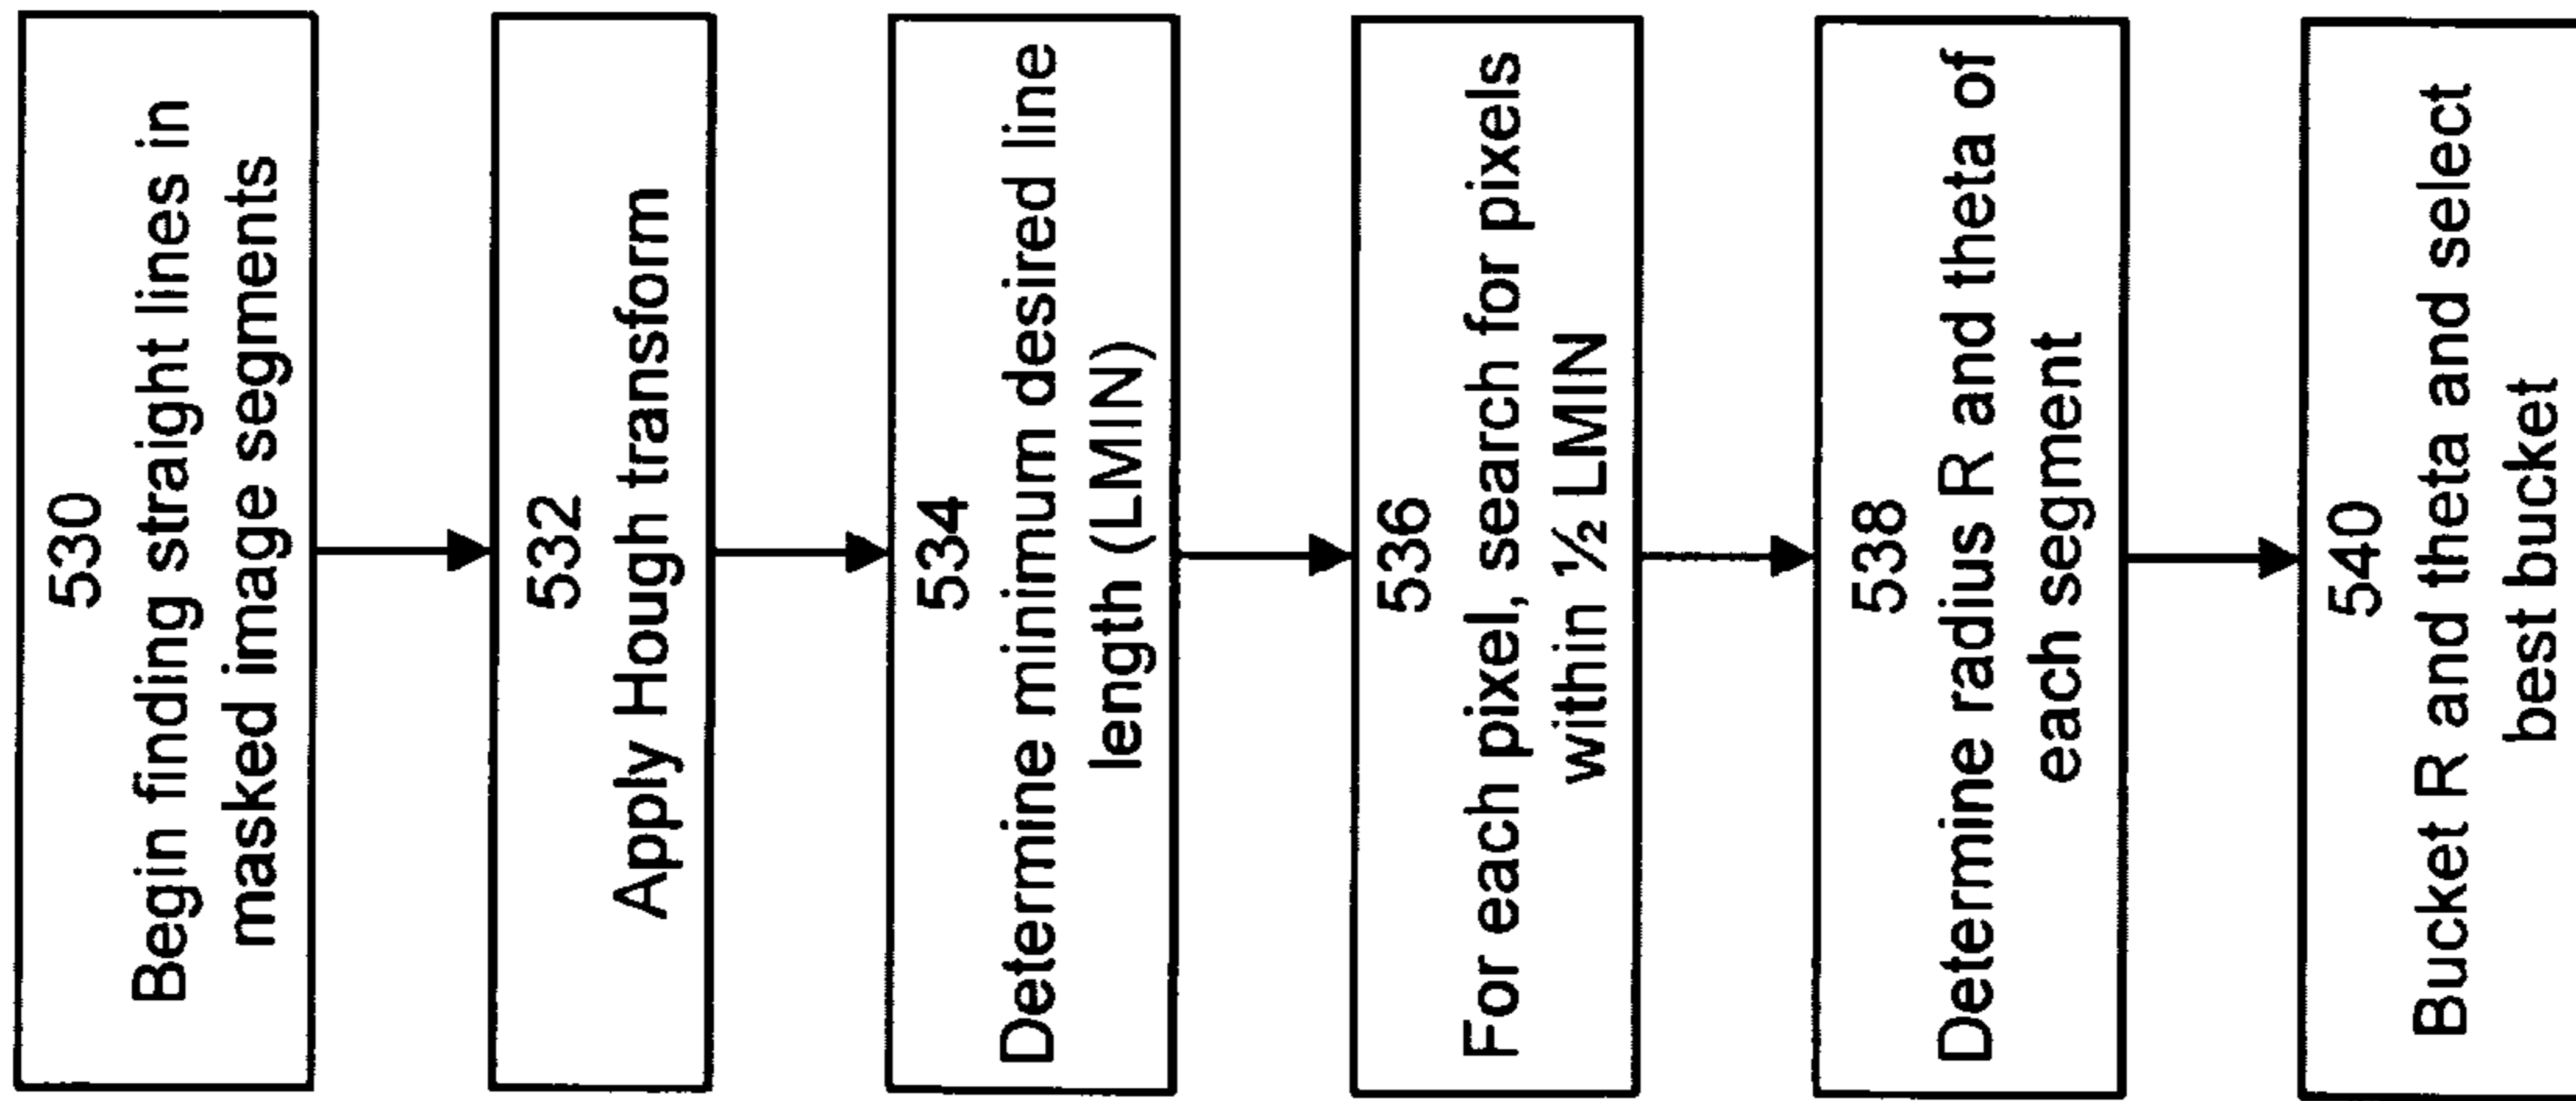 530
Begin finding straight lines in
masked image segments
532
Apply Hough transform
534
Determine minimum desired line
length (LMIN)
536
For each pixel, search for pixels
within ½ LMIN
538
Determine radius R and theta of
each segment
540
Bucket R and theta and select
best bucket